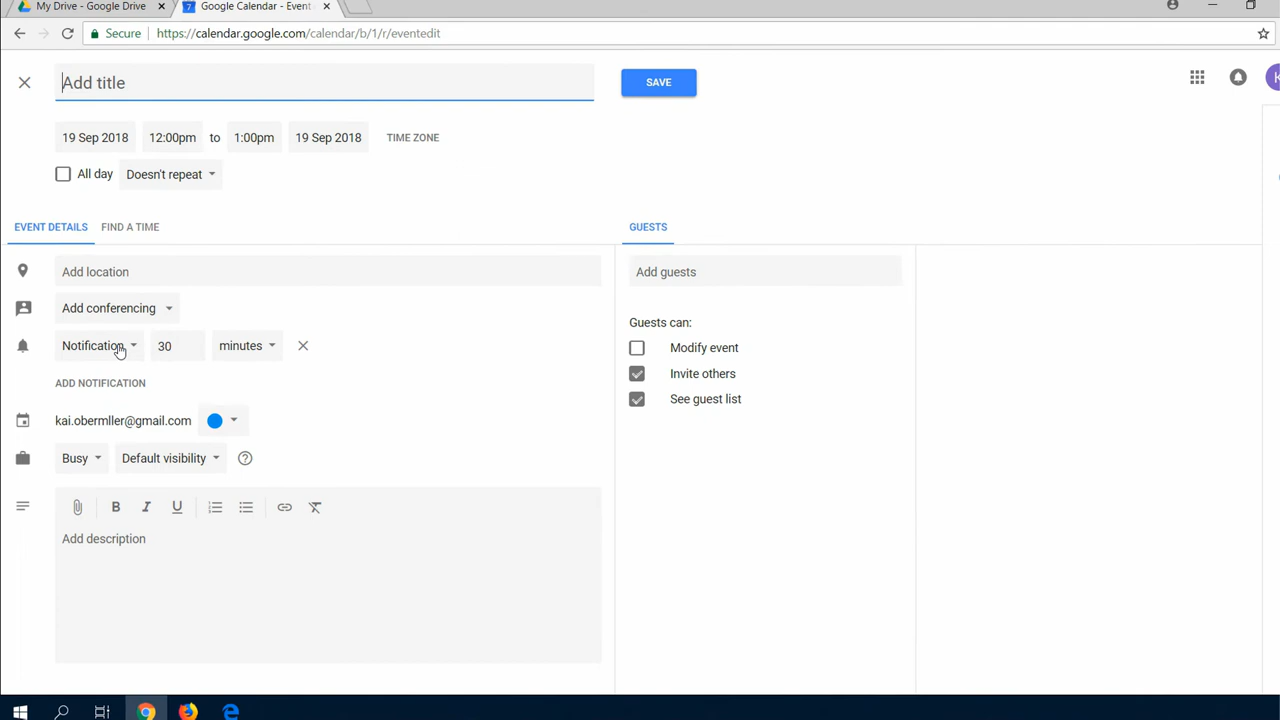 My Drive - Google Drive
Google Calendar - Event
Secure https://calendar.google.com/calendar/b/1/r/eventedit
Add title
SAVE
19 Sep 2018 12:00pm to 1:00pm 19 Sep 2018 TIME ZONE
All day Doesn't repeat
EVENT DETAILS FIND A TIME
GUESTS
Add location
Add guests
Add conferencing
Guests can:
Notification 30 minutes
Modify event
Invite others
ADD NOTIFICATION
See guest list
kai.obermller@gmail.com
Busy Default visibility
B I U
Add description